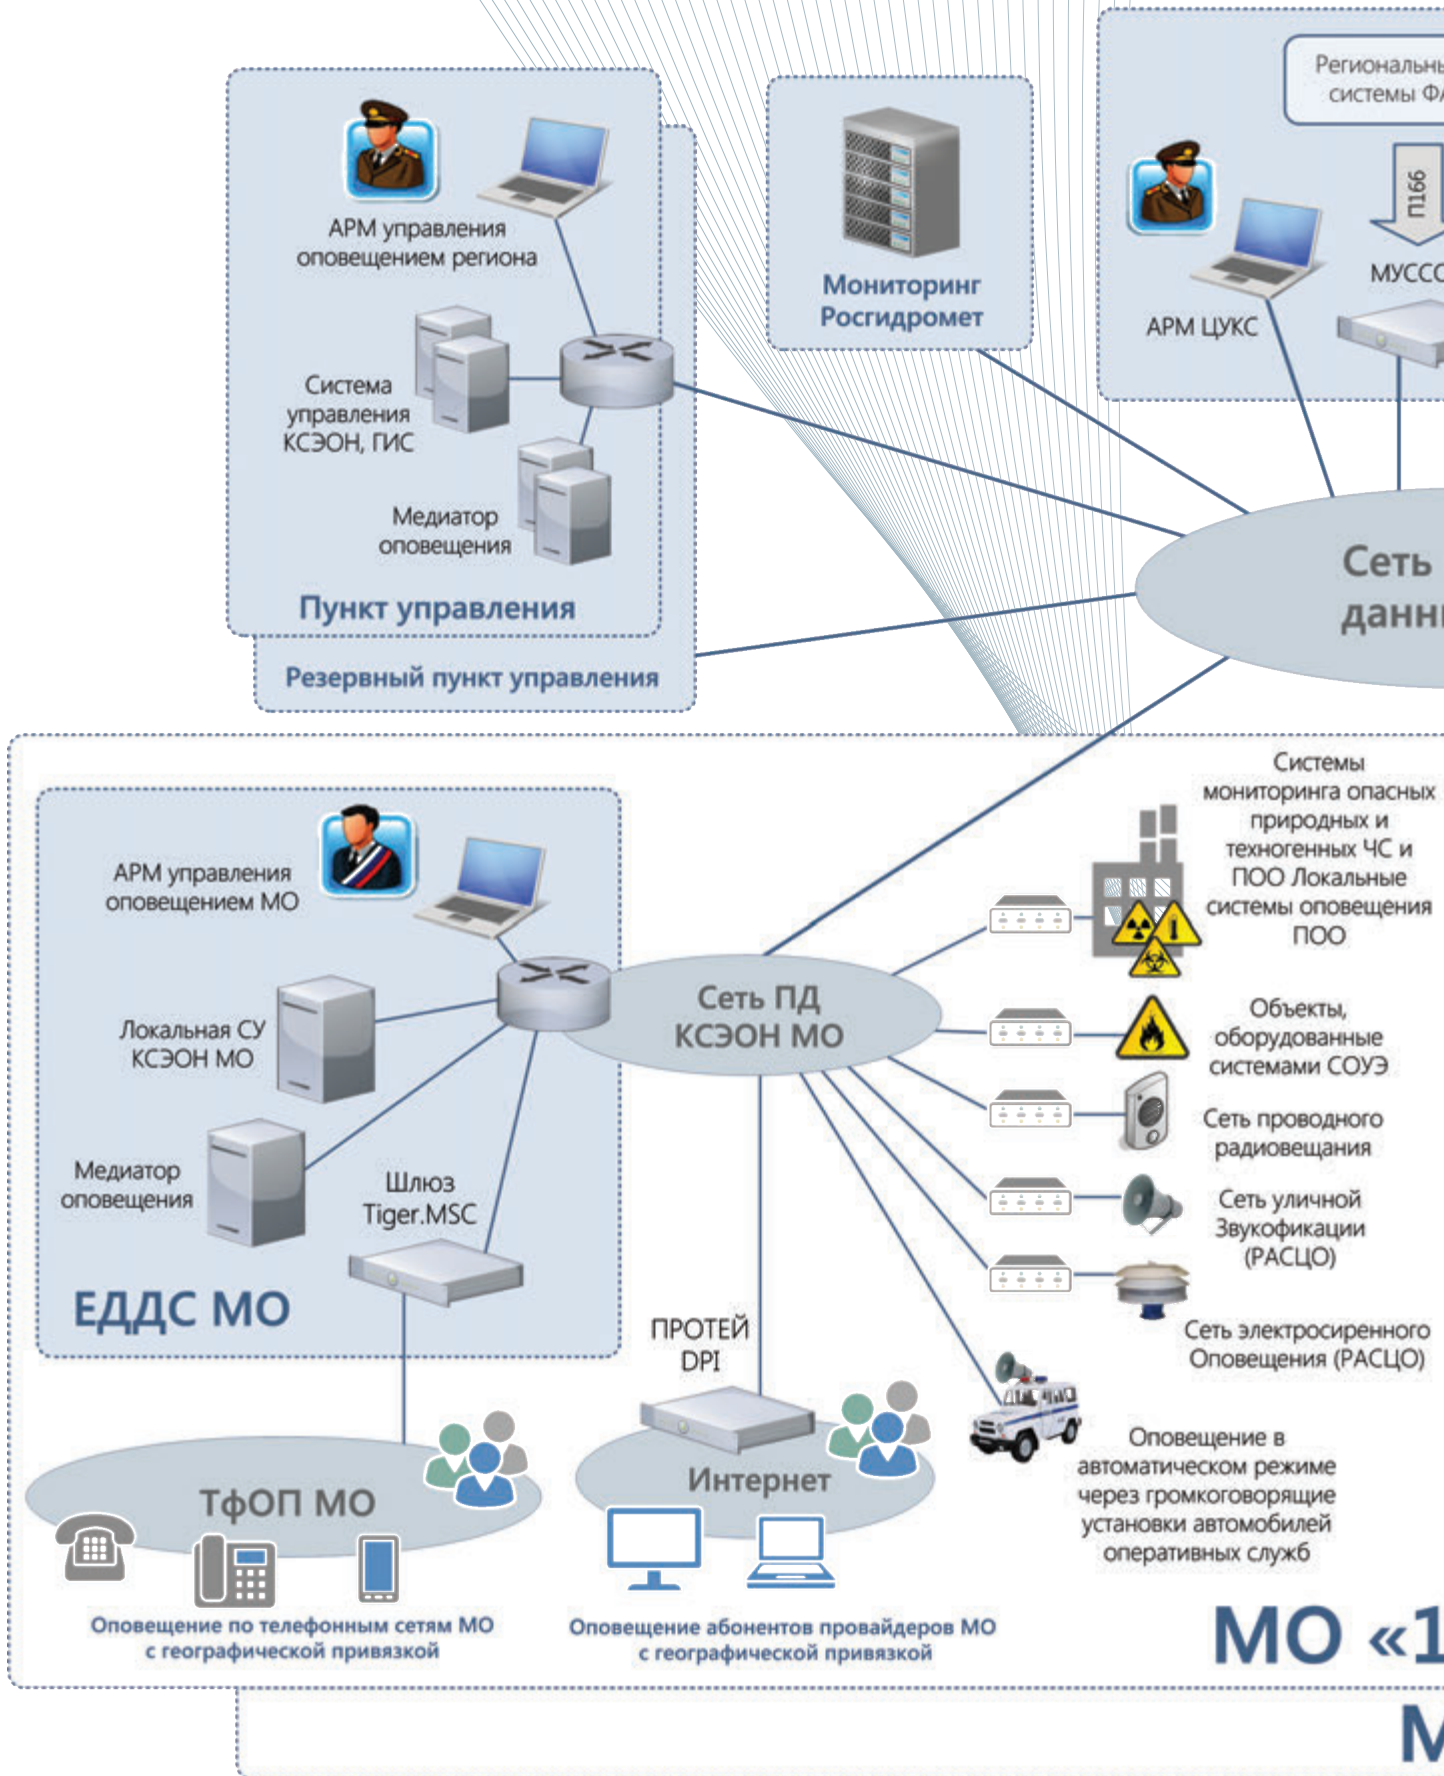 АРМ управления
оповещением региона
Система
управления
КСЭОН, ГИС
Медиатор
оповещения
Пункт управления
Резервный пункт управления
Мониторинг
Росгидромет
системы
П166
АРМ ЦУКС
Сеть
АРМ управления
оповещением МО
Локальная СУ
КСЭОН МО
Медиатор
оповещения
Шлюз
Tiger.MSC
ЕДДС МО
Сеть ПД
КСЭОН МО
Системы
мониторинга опасных
природных и
техногенных ЧС и
ПОО Локальные
системы оповещения
ПОО
Объекты,
оборудованные
системами СОУЭ
Сеть проводного
радиовещания
Сеть уличной
Звукофикации
(РАСЦО)
Сеть электросиренного
Оповещения (РАСЦО)
Оповещение в
автоматическом режиме
через громкоговорящие
установки автомобилей
оперативных служб
ПРОТЕЙ
DPI
ТфОП МО
Интернет
Оповещение по телефонным сетям МО
с географической привязкой
Оповещение абонентов провайдеров МО
с географической привязкой
МО «1